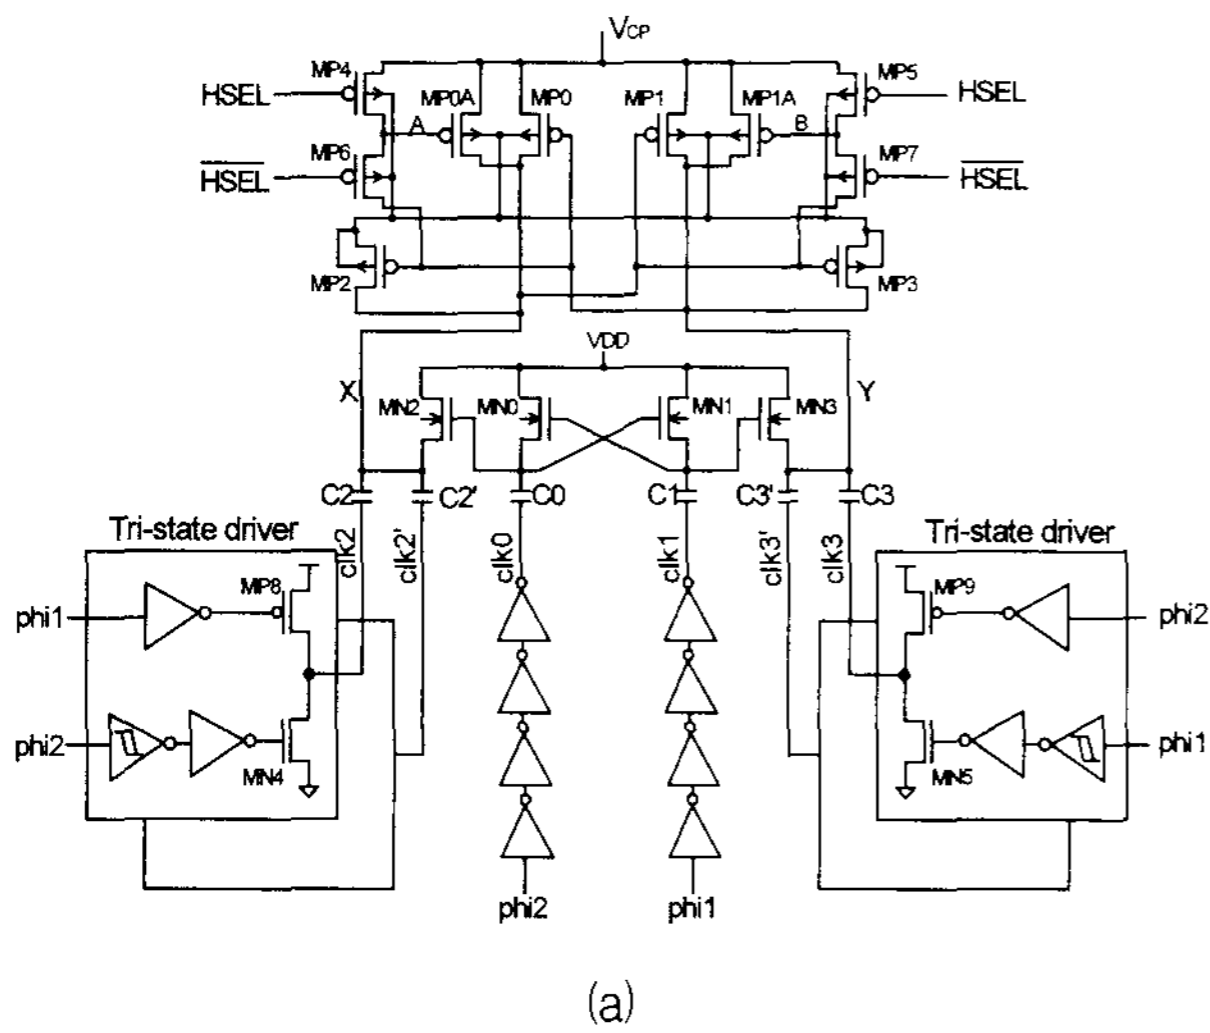 VCP
MP4
MP5
HSEL
MP0A
MP0
MP1
MP1A
HSEL
A
B
MP6
MP7
HSEL
HSEL
MP2
MP3
VDD
X
Y
MN2
MN0
MN1
MN3
C2
C2'
C0
C1
C3'
C3
Tri-state driver
clk2
clk2'
clk0
clk1
clk3'
clk3
Tri-state driver
MP8
MP9
phi1
phi2
phi2
MN4
MN5
phi1
phi2
phi1
(a)